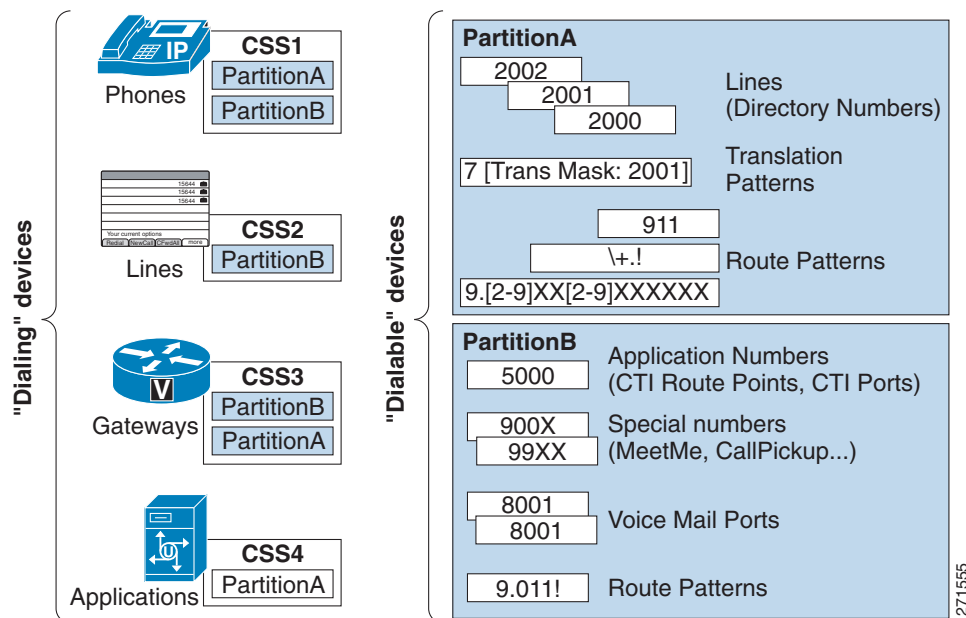 "Dialing" devices
IP
Phones
CSS1
PartitionA
PartitionB
15644
15644
15644
Your current options
Redial NewCall CFwdAll more
Lines
CSS2
PartitionB
V
Gateways
CSS3
PartitionB
PartitionA
U
Applications
CSS4
PartitionA
"Dialable" devices
PartitionA
2002
2001
2000
Lines
(Directory Numbers)
7 [Trans Mask: 2001]
Translation
Patterns
911
\+.!
9.[2-9]XX[2-9]XXXXXX
Route Patterns
PartitionB
5000
Application Numbers
(CTI Route Points, CTI Ports)
900X
99XX
Special numbers
(MeetMe, CallPickup...)
8001
8001
Voice Mail Ports
9.011!
Route Patterns
271555